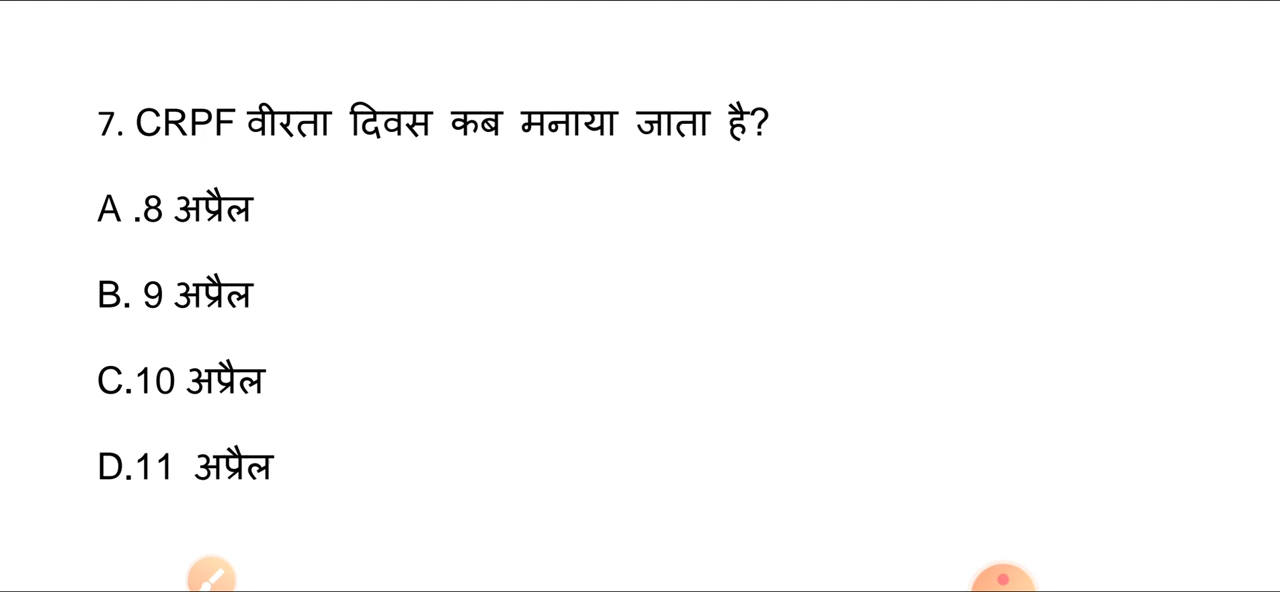 7. CRPF वीरता दिवस कब मनाया जाता है?
A .8 अप्रैल
B. 9 अप्रैल
C.10 अप्रैल
D.11 अप्रैल